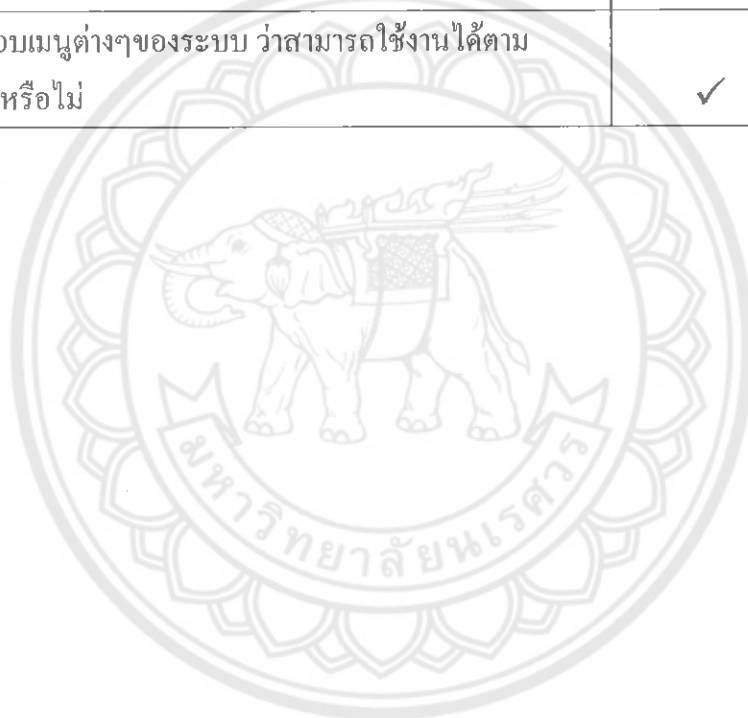 อบเมนูต่างๆของระบบ ว่าสามารถใช้งานได้ตาม
หรือไม่ ✓
มหาวิทยาลัยนเรศวร